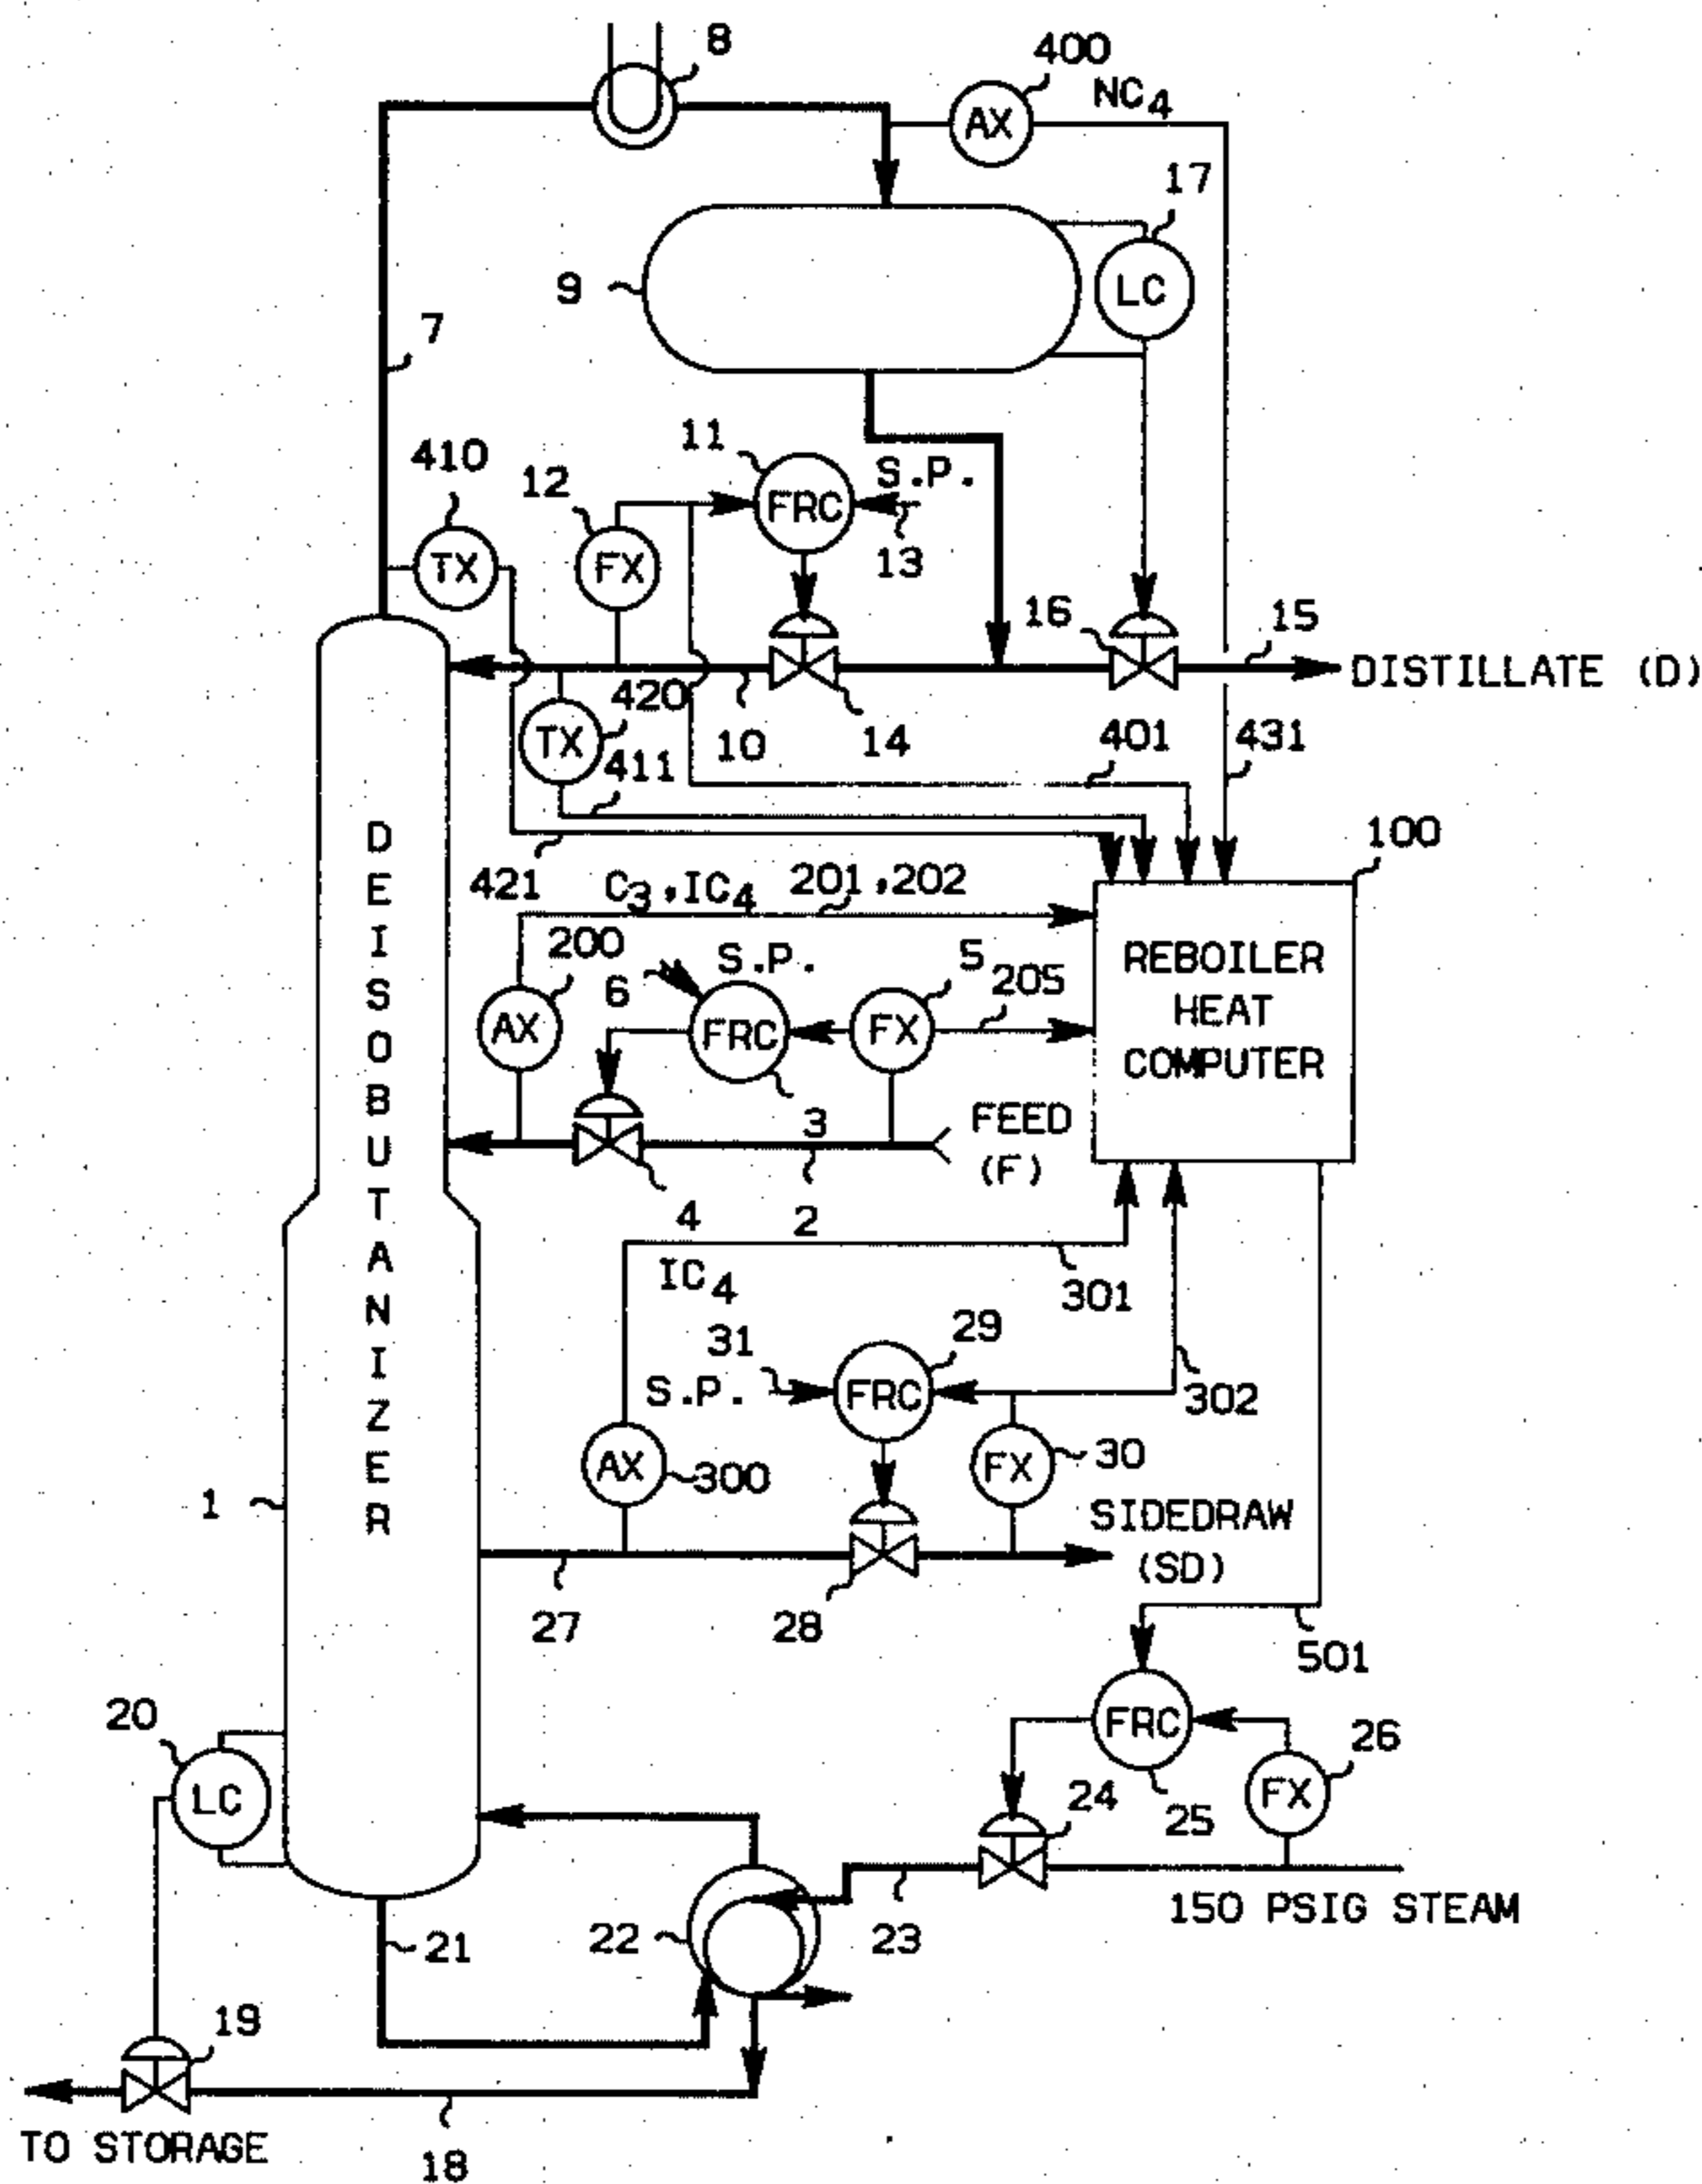 8
400
NC4
AX
17
9
LC
7
11
S.P.
410
12
FRC
TX
FX
13
16
15
DISTILLATE (D)
420
TX
10
14
401
431
411
100
421
C3,IC4
201,202
DEISOBUTANIZER
200
S.P.
5
205
6
AX
FRC
FX
REBOILER
HEAT
COMPUTER
3
FEED
(F)
4
2
IC4
301
31
29
S.P.
FRC
302
AX
300
FX
30
1
SIDEDRAW
(SD)
27
28
501
20
FRC
26
LC
24
25
FX
150 PSIG STEAM
21
22
23
19
TO STORAGE
18